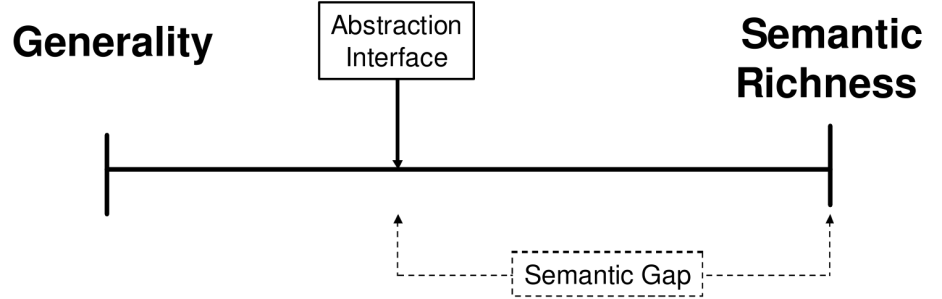 Generality
Abstraction
Interface
Semantic
Richness
Semantic Gap